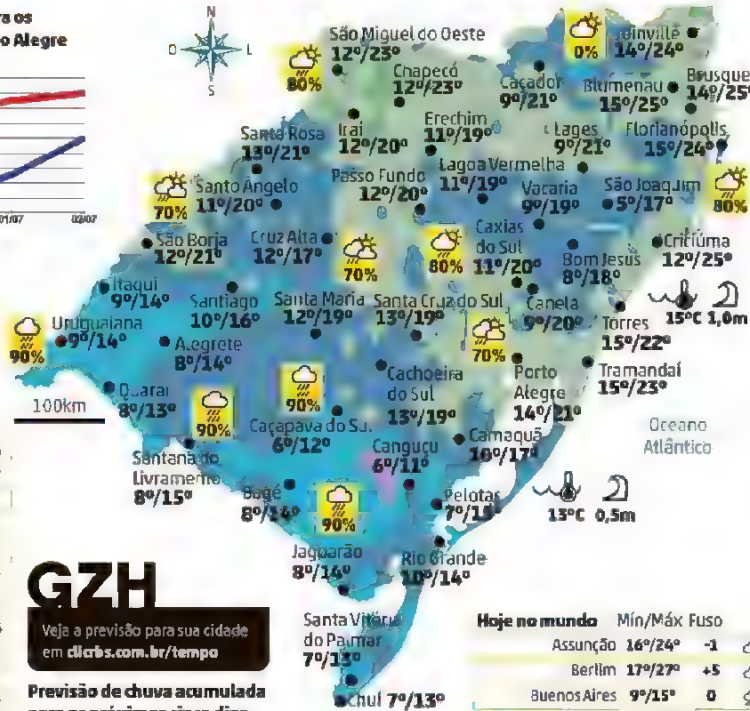 ra os
o Alegre
01/07
02/07
N
O
L
S
São Miguel do Oeste
12º/23º
80%
Chapecó
12º/23º
0%
Joinville
14º/24º
Caçador
9º/21º
Blumenau
15º/25º
Brusque
14º/25º
Santa Rosa
13º/21º
Iraí
12º/20º
Erechim
11º/19º
Lages
9º/21º
Florianópolis
15º/24º
80%
70%
Santo Ângelo
11º/20º
Passo Fundo
12º/20º
Lagoa Vermelha
11º/19º
Vacaria
9º/19º
São Joaquim
5º/17º
São Borja
12º/21º
Cruz Alta
12º/17º
70%
80%
Caxias
do Sul
11º/20º
Bom Jesus
8º/18º
Criciúma
12º/25º
Itaqui
9º/14º
Santiago
10º/16º
Santa Maria
12º/19º
Santa Cruz do Sul
13º/19º
Canela
9º/20º
Torres
15º/22º
15ºC 1,0m
90%
Uruguaiana
9º/14º
Alegrete
8º/14º
70%
Quaraí
8º/13º
100km
90%
90%
Cachoeira
do Sul
13º/19º
Porto
Alegre
14º/21º
Tramandaí
15º/23º
Oceano
Atlântico
Caçapava do Sul
6º/12º
Santana do
Livramento
8º/15º
Canguçu
6º/11º
Camaquã
10º/17º
Bagé
8º/14º
90%
Pelotas
13ºC 0,5m
Jaguarão
8º/14º
Rio Grande
10º/14º
GZH
Veja a previsão para sua cidade
em clicrbs.com.br/tempo
Santa Vitória
do Palmar
7º/13º
Chuí 7º/13º
Previsão de chuva acumulada
Hoje no mundo Mín/Máx Fuso
Assunção 16º/24º -1
Berlim 17º/27º +5
Buenos Aires 9º/15º 0